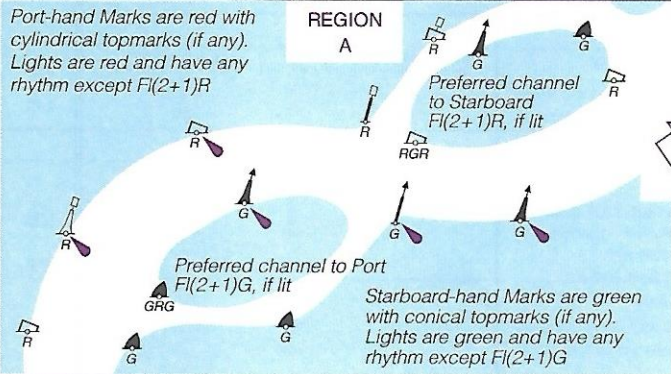 Port-hand Marks are red with
cylindrical topmarks (if any).
Lights are red and have any
rhythm except Fl(2+1)R
REGION
A
R
G
G
R
Preferred channel
to Starboard
Fl(2+1)R, if lit
R
R
RGR
G
G
G
R
Preferred channel to Port
Fl(2+1)G, if lit
GRG
G
R
G
Starboard-hand Marks are green
with conical topmarks (if any).
Lights are green and have any
rhythm except Fl(2+1)G